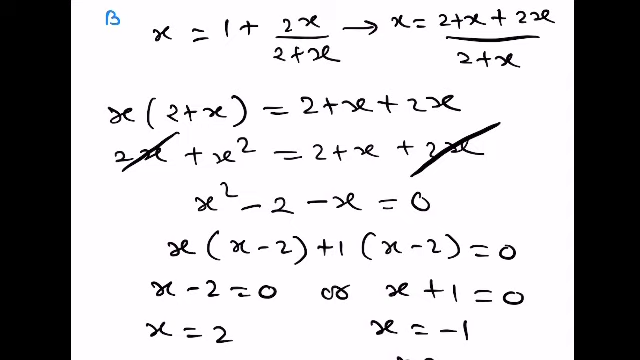 B
x = 1 + 2x/(2+x) → x = (2+x+2x)/(2+x)
x(2+x) = 2+x+2x
2x + x² = 2+x + 2x
x² - 2 - x = 0
x(x-2)+1(x-2) = 0
x-2=0 or x+1=0
x = 2 x = -1